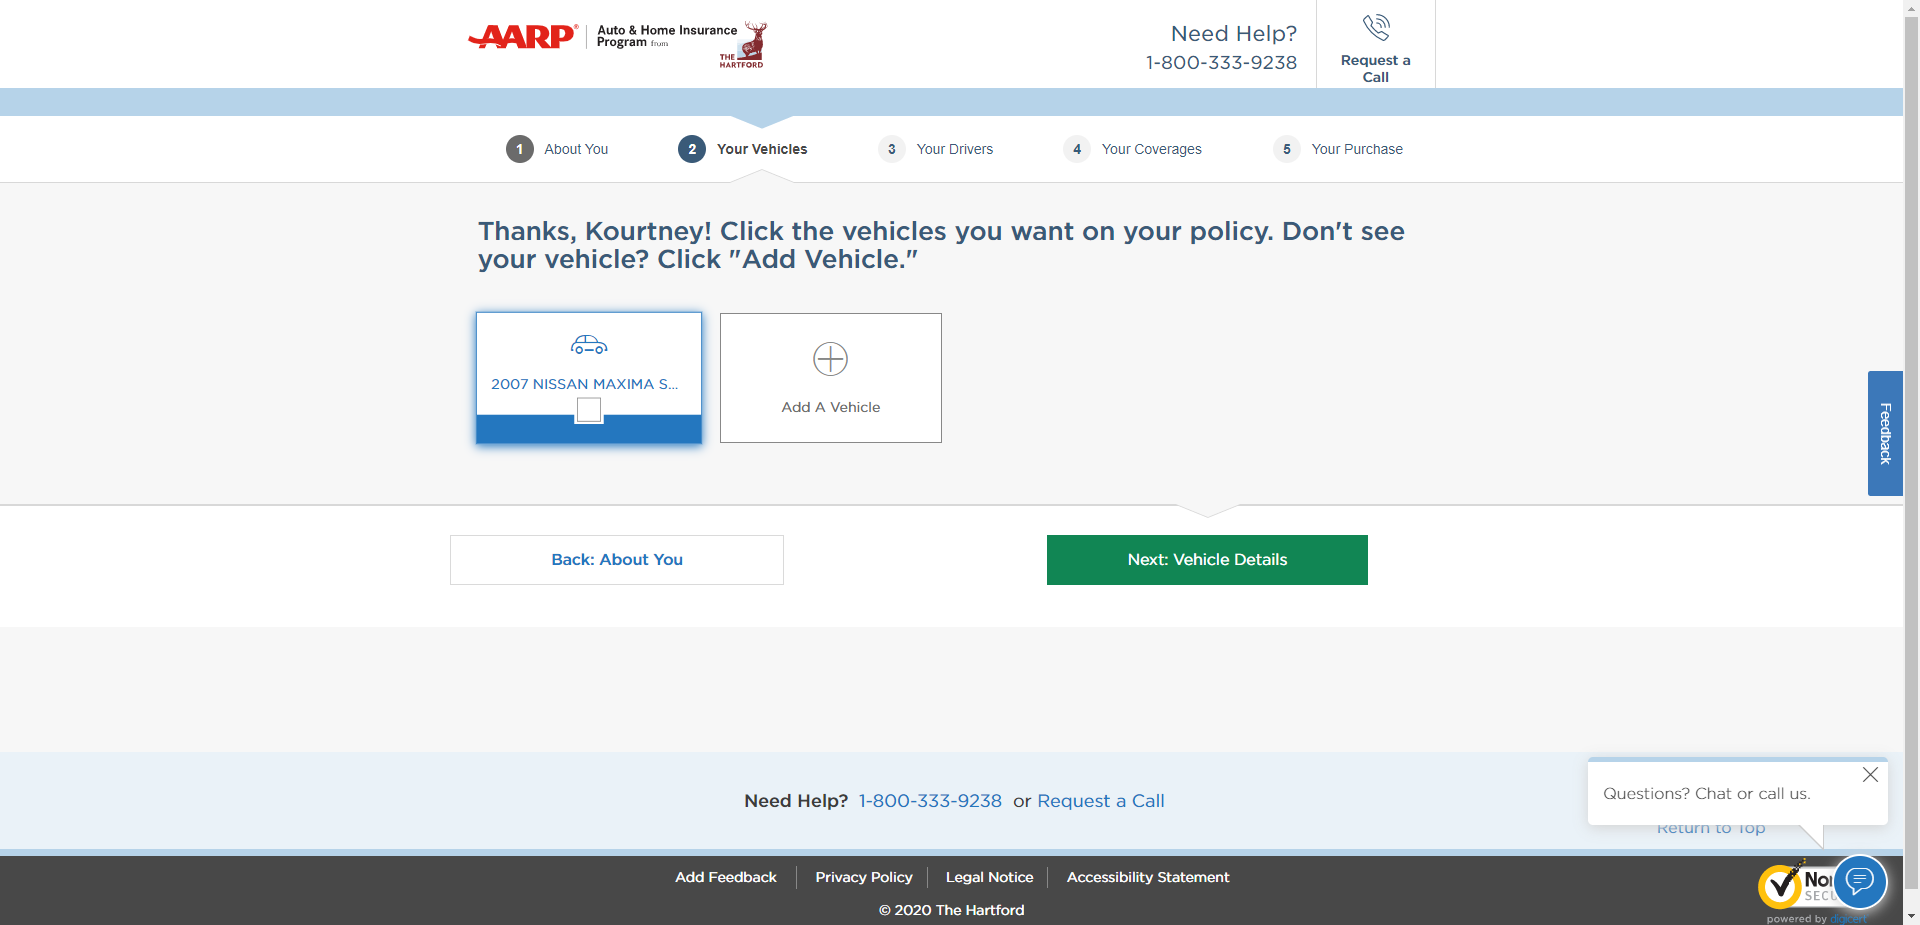 AARP® Auto & Home Insurance
Program from
THE
HARTFORD
Need Help?
1-800-333-9238
Request a
Call
1 About You
2 Your Vehicles
3 Your Drivers
4 Your Coverages
5 Your Purchase
Thanks, Kourtney! Click the vehicles you want on your policy. Don't see
your vehicle? Click "Add Vehicle."
2007 NISSAN MAXIMA S...
Add A Vehicle
Feedback
Back: About You
Next: Vehicle Details
Need Help? 1-800-333-9238 or Request a Call
Questions? Chat or call us.
Return to Top
Add Feedback
Privacy Policy
Legal Notice
Accessibility Statement
© 2020 The Hartford
powered by digicert